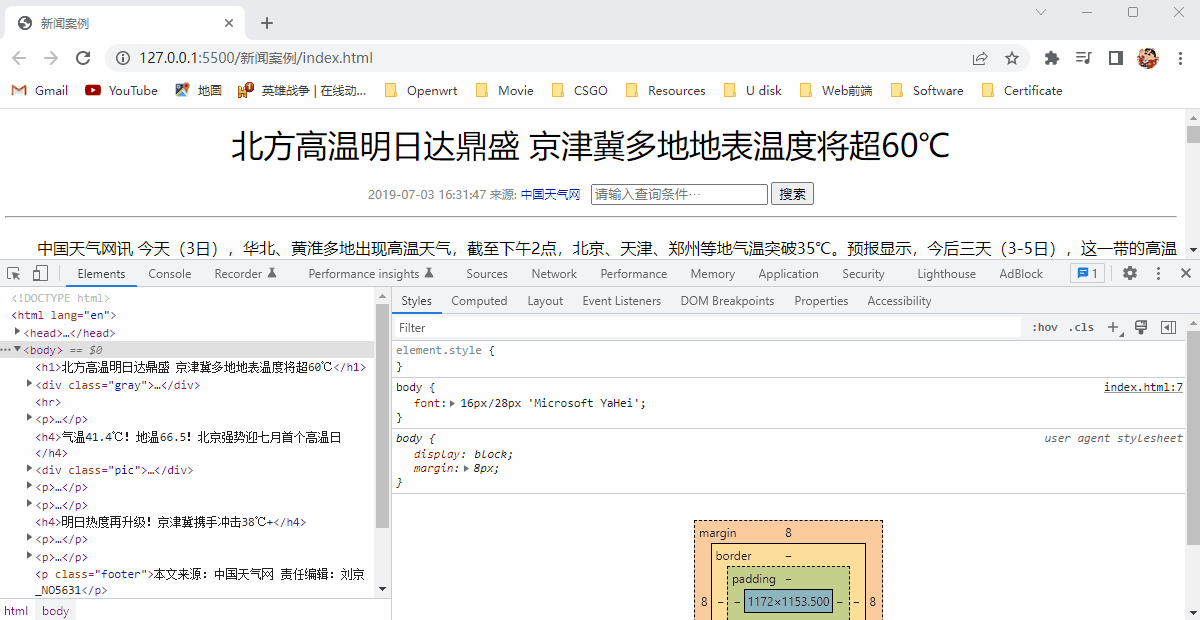 新闻案例
127.0.0.1:5500/新闻案例/index.html
Gmail YouTube 地图 英雄战争 | 在线动... Openwrt Movie CSGO Resources U disk Web前端 Software Certificate
北方高温明日达鼎盛 京津冀多地地表温度将超60℃
2019-07-03 16:31:47 来源: 中国天气网 请输入查询条件··· 搜索
中国天气网讯 今天（3日），华北、黄淮多地出现高温天气，截至下午2点，北京、天津、郑州等地气温突破35℃。预报显示，今后三天（3-5日），这一带的高温
Elements Console Recorder Performance insights Sources Network Performance Memory Application Security Lighthouse AdBlock 1
<!DOCTYPE html>
<html lang="en">
<head>…</head>
<body> == $0
<h1>北方高温明日达鼎盛 京津冀多地地表温度将超60℃</h1>
<div class="gray">…</div>
<hr>
<p>…</p>
<h4>气温41.4℃! 地温66.5! 北京强势迎七月首个高温日
</h4>
<div class="pic">…</div>
<p>…</p>
<p>…</p>
<h4>明日热度再升级! 京津冀携手冲击38℃+</h4>
<p>…</p>
<p>…</p>
<p class="footer">本文来源: 中国天气网 责任编辑: 刘京
_NO5631</p>
html body
Styles Computed Layout Event Listeners DOM Breakpoints Properties Accessibility
Filter :hov .cls
element.style {
}
body { index.html:7
font: 16px/28px 'Microsoft YaHei';
}
body { user agent stylesheet
display: block;
margin: 8px;
}
margin 8
border –
padding –
8 – – 1172×1153.500 – – 8